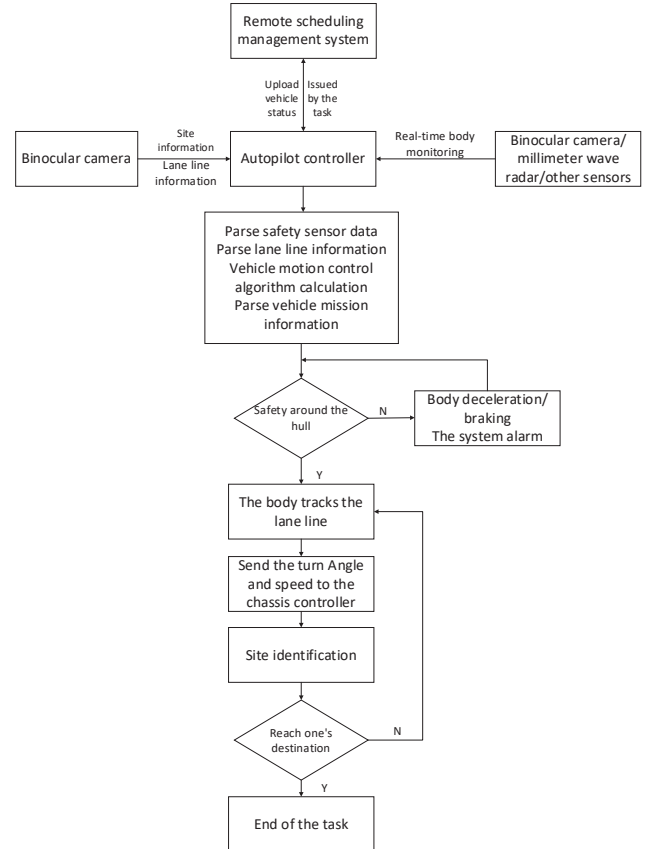 Remote scheduling
management system
Upload
vehicle
status
Issued
by the
task
Site
information
Lane line
information
Binocular camera
Autopilot controller
Real-time body
monitoring
Binocular camera/
millimeter wave
radar/other sensors
Parse safety sensor data
Parse lane line information
Vehicle motion control
algorithm calculation
Parse vehicle mission
information
Safety around the
hull
N
Body deceleration/
braking
The system alarm
Y
The body tracks the
lane line
Send the turn Angle
and speed to the
chassis controller
Site identification
Reach one's
destination
N
Y
End of the task